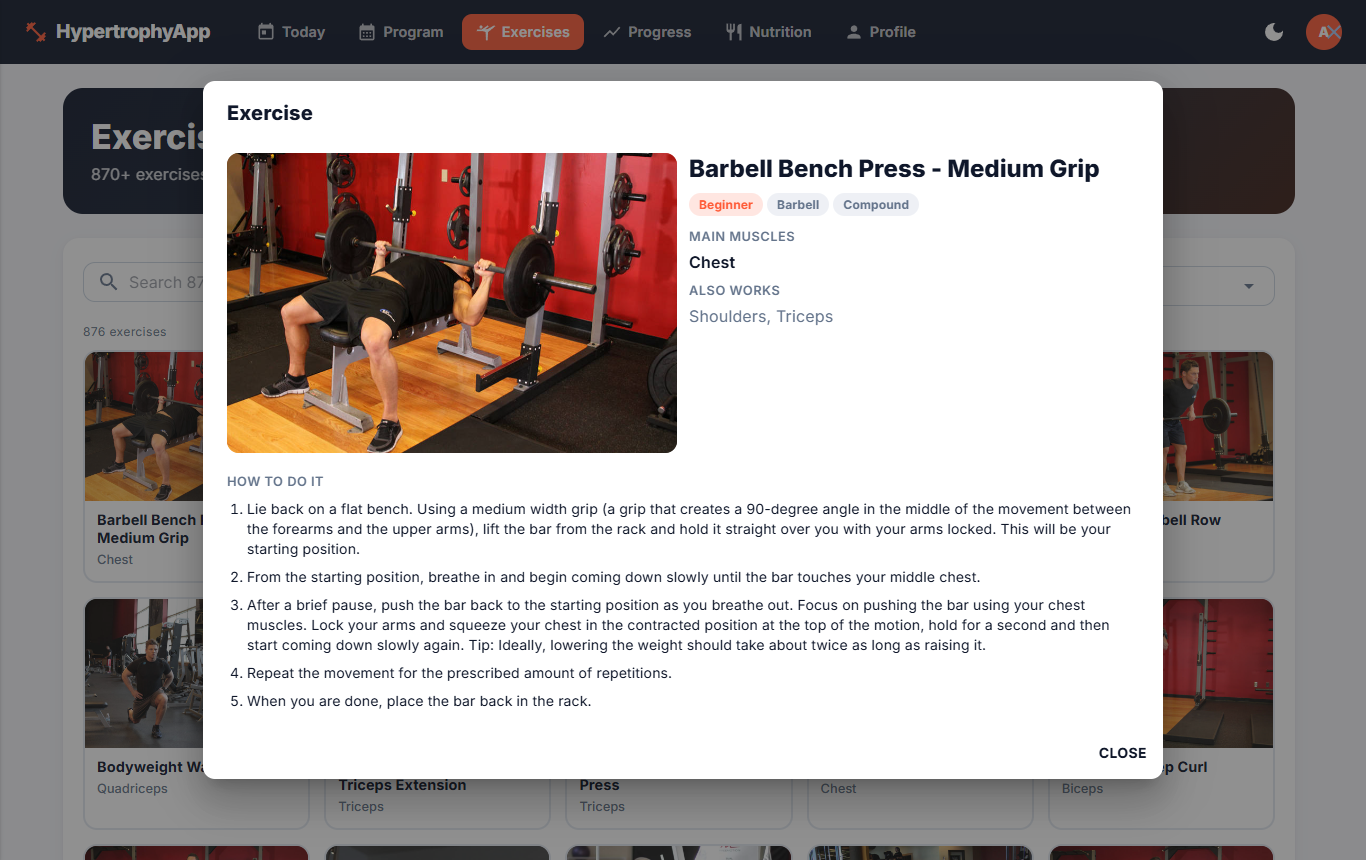 HypertrophyApp
Today
Program
Exercises
Progress
Nutrition
Profile
870+ exercises
Search
876 exercises
Exercise
Barbell Bench Press - Medium Grip
Beginner
Barbell
Compound
MAIN MUSCLES
Chest
ALSO WORKS
Shoulders, Triceps
HOW TO DO IT
1. Lie back on a flat bench. Using a medium width grip (a grip that creates a 90-degree angle in the middle of the movement between
the forearms and the upper arms), lift the bar from the rack and hold it straight over you with your arms locked. This will be your
starting position.
2. From the starting position, breathe in and begin coming down slowly until the bar touches your middle chest.
3. After a brief pause, push the bar back to the starting position as you breathe out. Focus on pushing the bar using your chest
muscles. Lock your arms and squeeze your chest in the contracted position at the top of the motion, hold for a second and then
start coming down slowly again. Tip: Ideally, lowering the weight should take about twice as long as raising it.
4. Repeat the movement for the prescribed amount of repetitions.
5. When you are done, place the bar back in the rack.
CLOSE
Barbell Bench
Medium Grip
Chest
Row
Bodyweight
Quadriceps
Triceps Extension
Triceps
Press
Triceps
Chest
Curl
Biceps